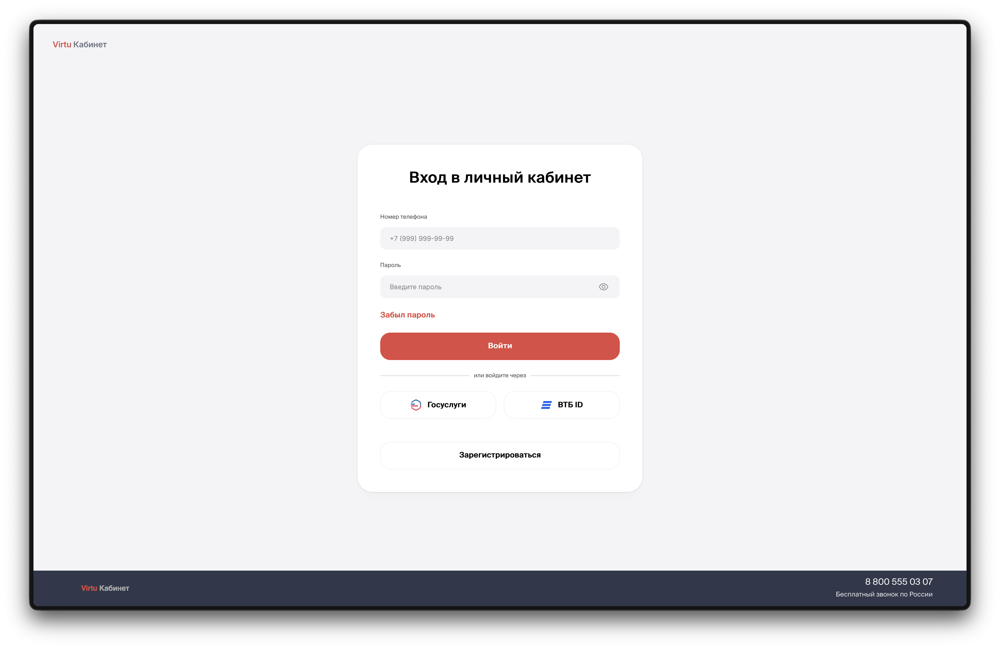 Virtu Кабинет
Вход в личный кабинет
Номер телефона
+7 (999) 999-99-99
Пароль
Введите пароль
Забыл пароль
Войти
или войдите через
Госуслуги
ВТБ ID
Зарегистрироваться
Virtu Кабинет
8 800 555 03 07
Бесплатный звонок по России